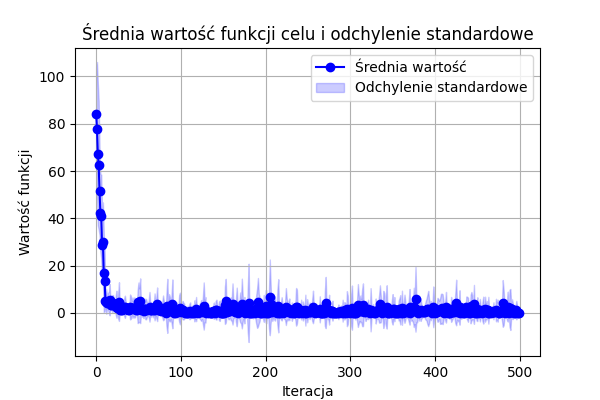 Średnia wartość funkcji celu i odchylenie standardowe
Średnia wartość
Odchylenie standardowe
Wartość funkcji
100
80
60
40
20
0
0 100 200 300 400 500
Iteracja